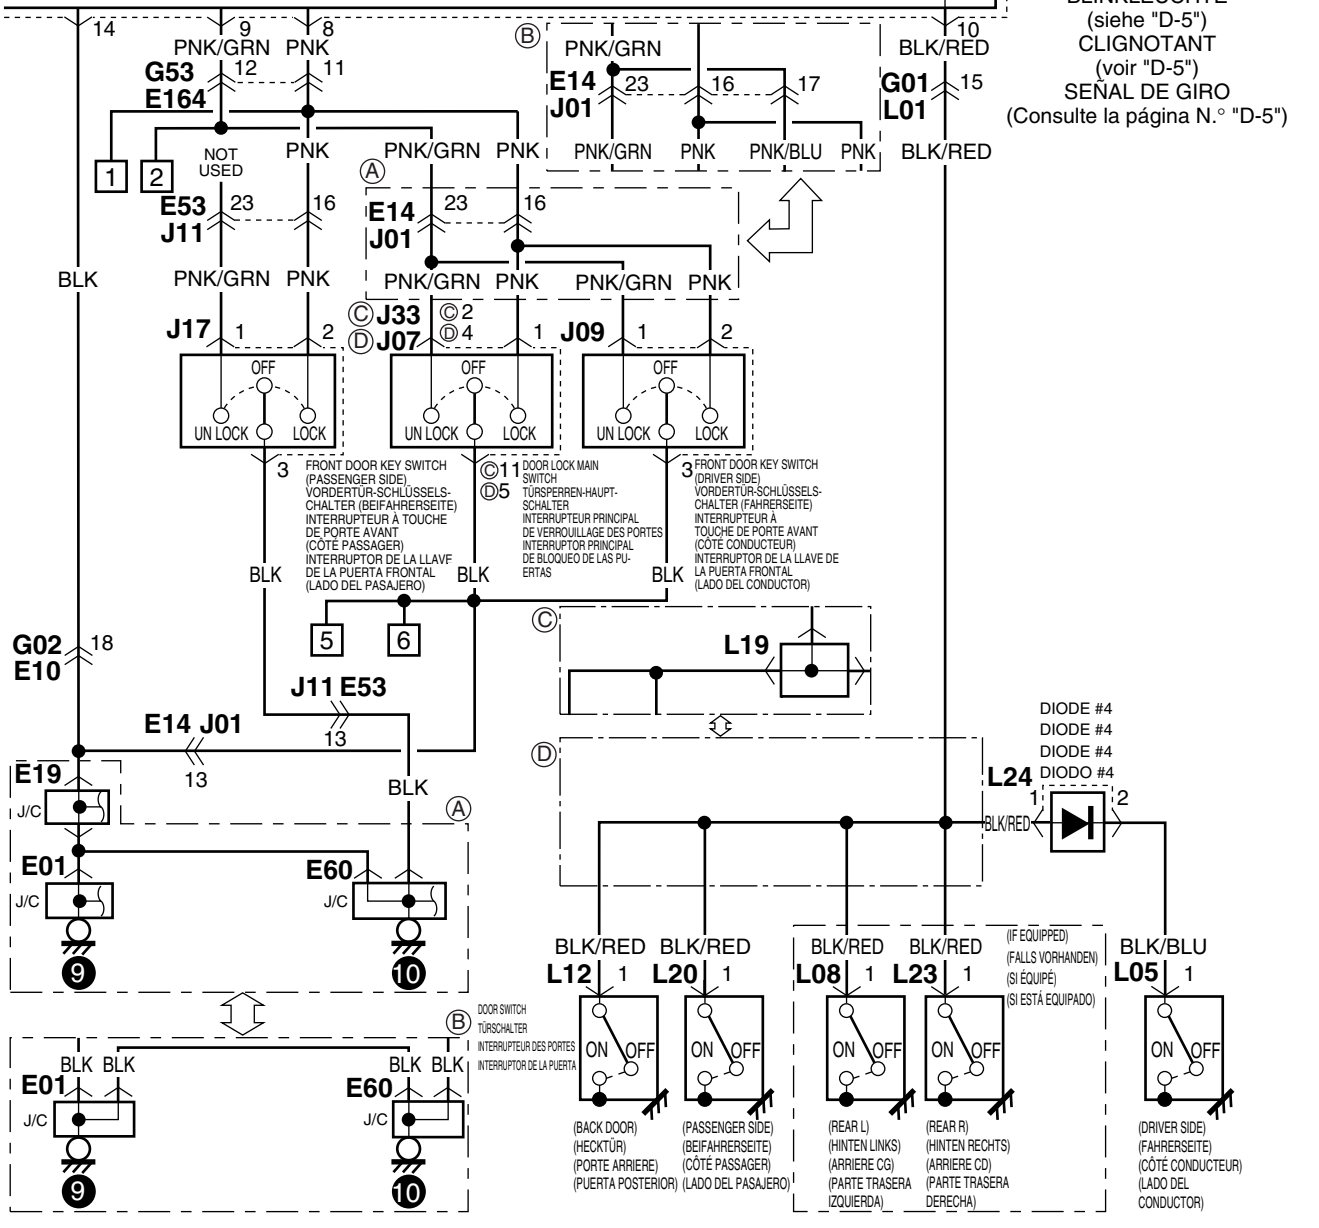 BLINKLEUCHTE
(siehe "D-5")
CLIGNOTANT
(voir "D-5")
SEÑAL DE GIRO
(Consulte la página N.° "D-5")
14
9
8
10
PNK/GRN PNK
BLK/RED
G53 12 11
E164
G01 15
L01
B
PNK/GRN
E14 23 16 17
J01
PNK/GRN PNK PNK/BLU PNK
BLK/RED
1 2
NOT
USED
PNK
PNK/GRN PNK
A
E53 23 16
J11
E14 23 16
J01
BLK
PNK/GRN PNK
PNK/GRN PNK
PNK/GRN PNK
J17 1 2
C J33 C 2
D J07 D 4 1
J09 1 2
OFF
UN LOCK LOCK
OFF
UN LOCK LOCK
OFF
UN LOCK LOCK
3
FRONT DOOR KEY SWITCH
(PASSENGER SIDE)
VORDERTÜR-SCHLÜSSELS-
CHALTER (BEIFAHRERSEITE)
INTERRUPTEUR À TOUCHE
DE PORTE AVANT
(CÔTÉ PASSAGER)
INTERRUPTOR DE LA LLAVE
DE LA PUERTA FRONTAL
(LADO DEL PASAJERO)
C 11
D 5
DOOR LOCK MAIN
SWITCH
TÜRSPERREN-HAUPT-
SCHALTER
INTERRUPTEUR PRINCIPAL
DE VERROUILLAGE DES PORTES
INTERRUPTOR PRINCIPAL
DE BLOQUEO DE LAS PU-
ERTAS
3
FRONT DOOR KEY SWITCH
(DRIVER SIDE)
VORDERTÜR-SCHLÜSSELS-
CHALTER (FAHRERSEITE)
INTERRUPTEUR À
TOUCHE DE PORTE AVANT
(CÔTÉ CONDUCTEUR)
INTERRUPTOR DE LA LLAVE DE
LA PUERTA FRONTAL
(LADO DEL CONDUCTOR)
BLK
BLK
BLK
5 6
G02 18
E10
C
L19
J11 E53
13
E14 J01
13
BLK
D
DIODE #4
DIODE #4
DIODE #4
DIODO #4
L24
1 2
BLK/RED
E19
J/C
A
E01
J/C
E60
J/C
9
10
BLK/RED
L12 1
BLK/RED
L20 1
BLK/RED
L08 1
BLK/RED
L23 1
(IF EQUIPPED)
(FALLS VORHANDEN)
(SI ÉQUIPÉ)
(SI ESTÁ EQUIPADO)
BLK/BLU
L05 1
B
DOOR SWITCH
TÜRSCHALTER
INTERRUPTEUR DES PORTES
INTERRUPTOR DE LA PUERTA
ON OFF
ON OFF
ON OFF
ON OFF
ON OFF
BLK BLK
E01
J/C
BLK BLK
E60
J/C
9
10
(BACK DOOR)
(HECKTÜR)
(PORTE ARRIERE)
(PUERTA POSTERIOR)
(PASSENGER SIDE)
(BEIFAHRERSEITE)
(CÔTÉ PASSAGER)
(LADO DEL PASAJERO)
(REAR L)
(HINTEN LINKS)
(ARRIERE CG)
(PARTE TRASERA
IZQUIERDA)
(REAR R)
(HINTEN RECHTS)
(ARRIERE CD)
(PARTE TRASERA
DERECHA)
(DRIVER SIDE)
(FAHRERSEITE)
(CÔTÉ CONDUCTEUR)
(LADO DEL
CONDUCTOR)